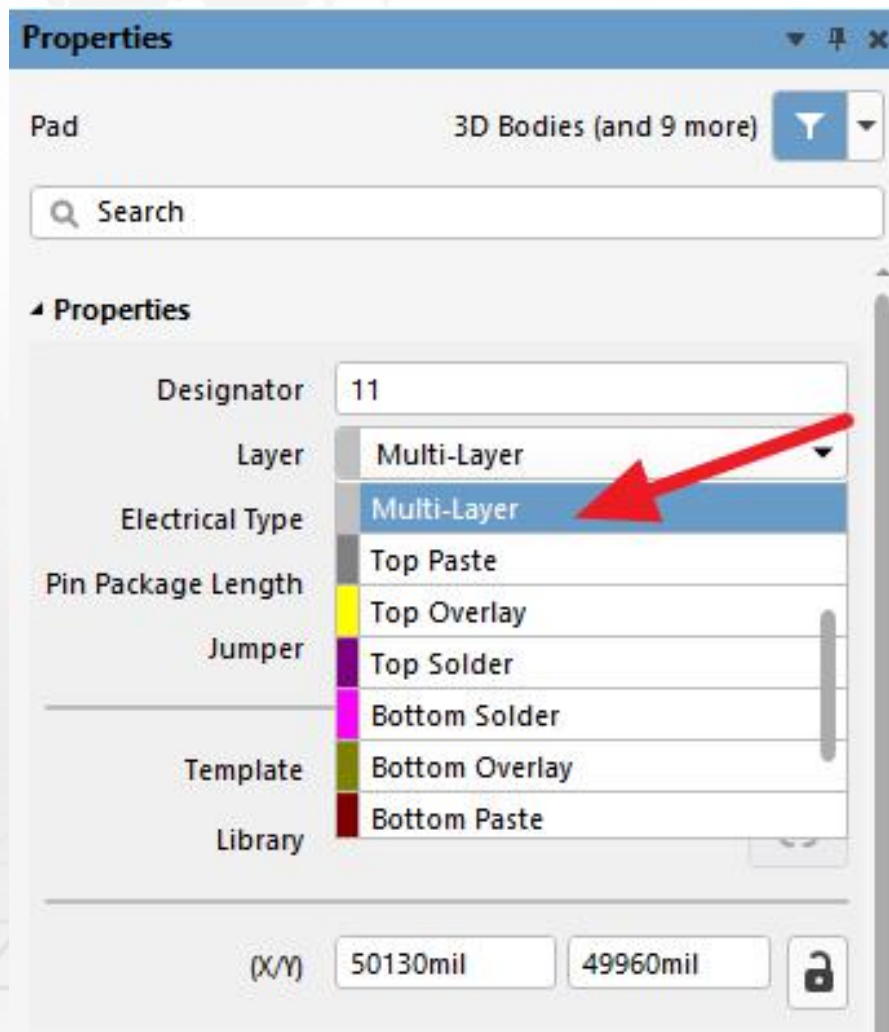 Properties
Pad 3D Bodies (and 9 more)
Search
Properties
Designator 11
Layer Multi-Layer
Electrical Type Multi-Layer
Top Paste
Pin Package Length
Top Overlay
Jumper Top Solder
Bottom Solder
Template Bottom Overlay
Bottom Paste
Library
(X/Y) 50130mil 49960mil